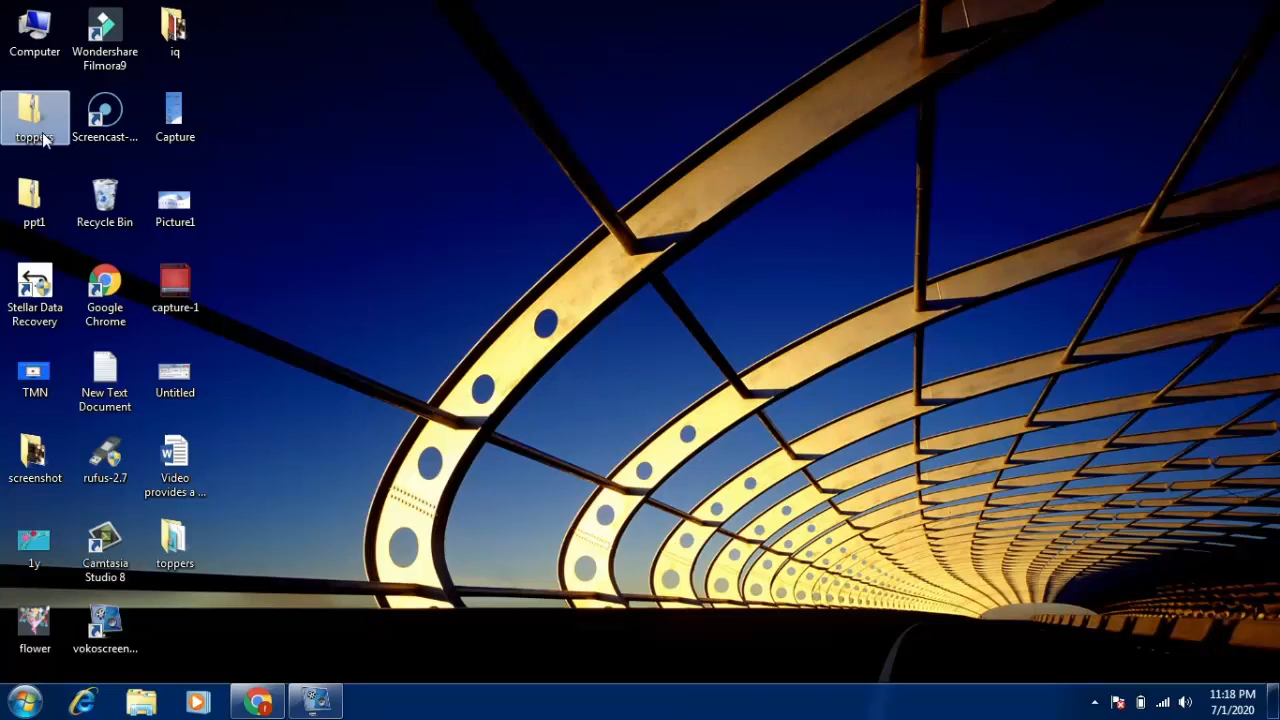 Computer
Wondershare
Filmora9
iq
toppers
Screencast-...
Capture
ppt1
Recycle Bin
Picture1
Stellar Data
Recovery
Google
Chrome
capture-1
TMN
New Text
Document
Untitled
screenshot
rufus-2.7
Video
provides a ...
1y
Camtasia
Studio 8
toppers
flower
vokoscreen...
11:18 PM
7/1/2020